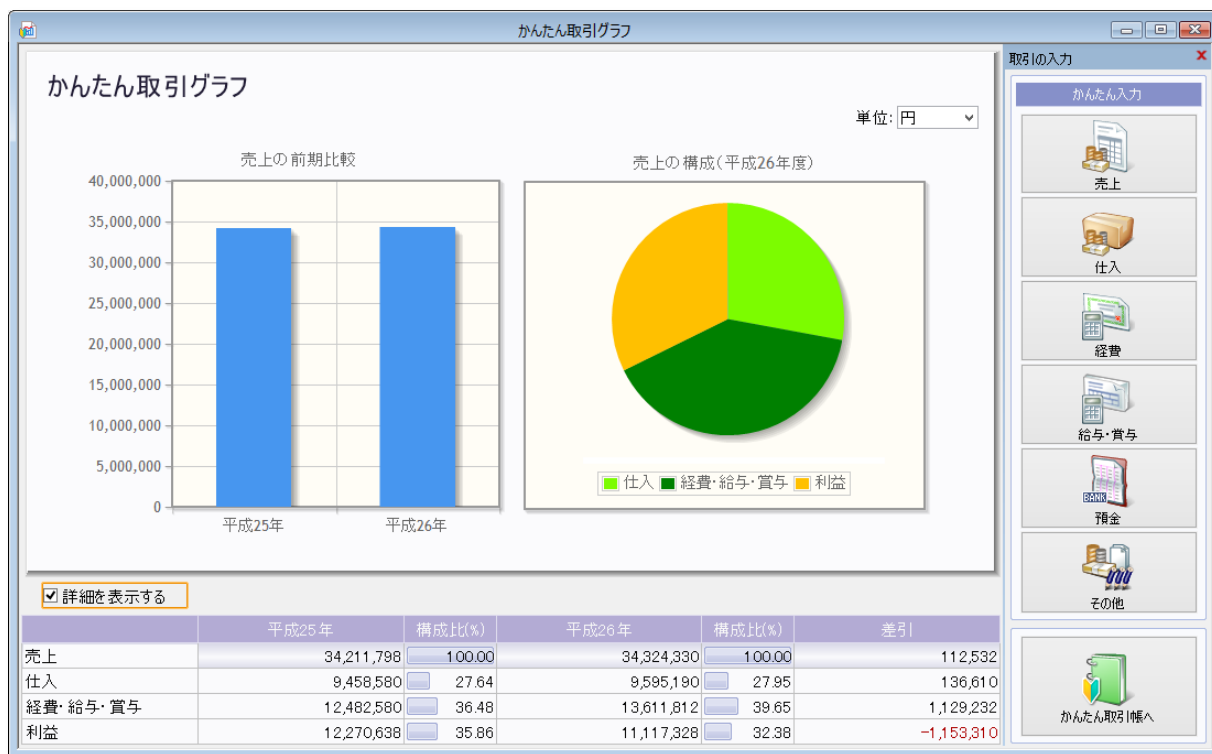 かんたん取引グラフ
かんたん取引グラフ
単位: 円
売上の前期比較
40,000,000
35,000,000
30,000,000
25,000,000
20,000,000
15,000,000
10,000,000
5,000,000
0
平成25年 平成26年
売上の構成(平成26年度)
仕入 経費・給与・賞与 利益
詳細を表示する
平成25年 構成比(%) 平成26年 構成比(%) 差引
売上 34,211,798 100.00 34,324,330 100.00 112,532
仕入 9,458,580 27.64 9,595,190 27.95 136,610
経費・給与・賞与 12,482,580 36.48 13,611,812 39.65 1,129,232
利益 12,270,638 35.86 11,117,328 32.38 -1,153,310
取引の入力
かんたん入力
売上
仕入
経費
給与・賞与
BANK
預金
その他
かんたん取引帳へ